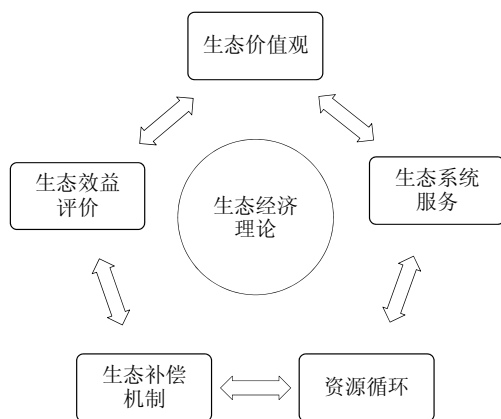 生态价值观
生态效益
评价
生态经济
理论
生态系统
服务
生态补偿
机制
资源循环